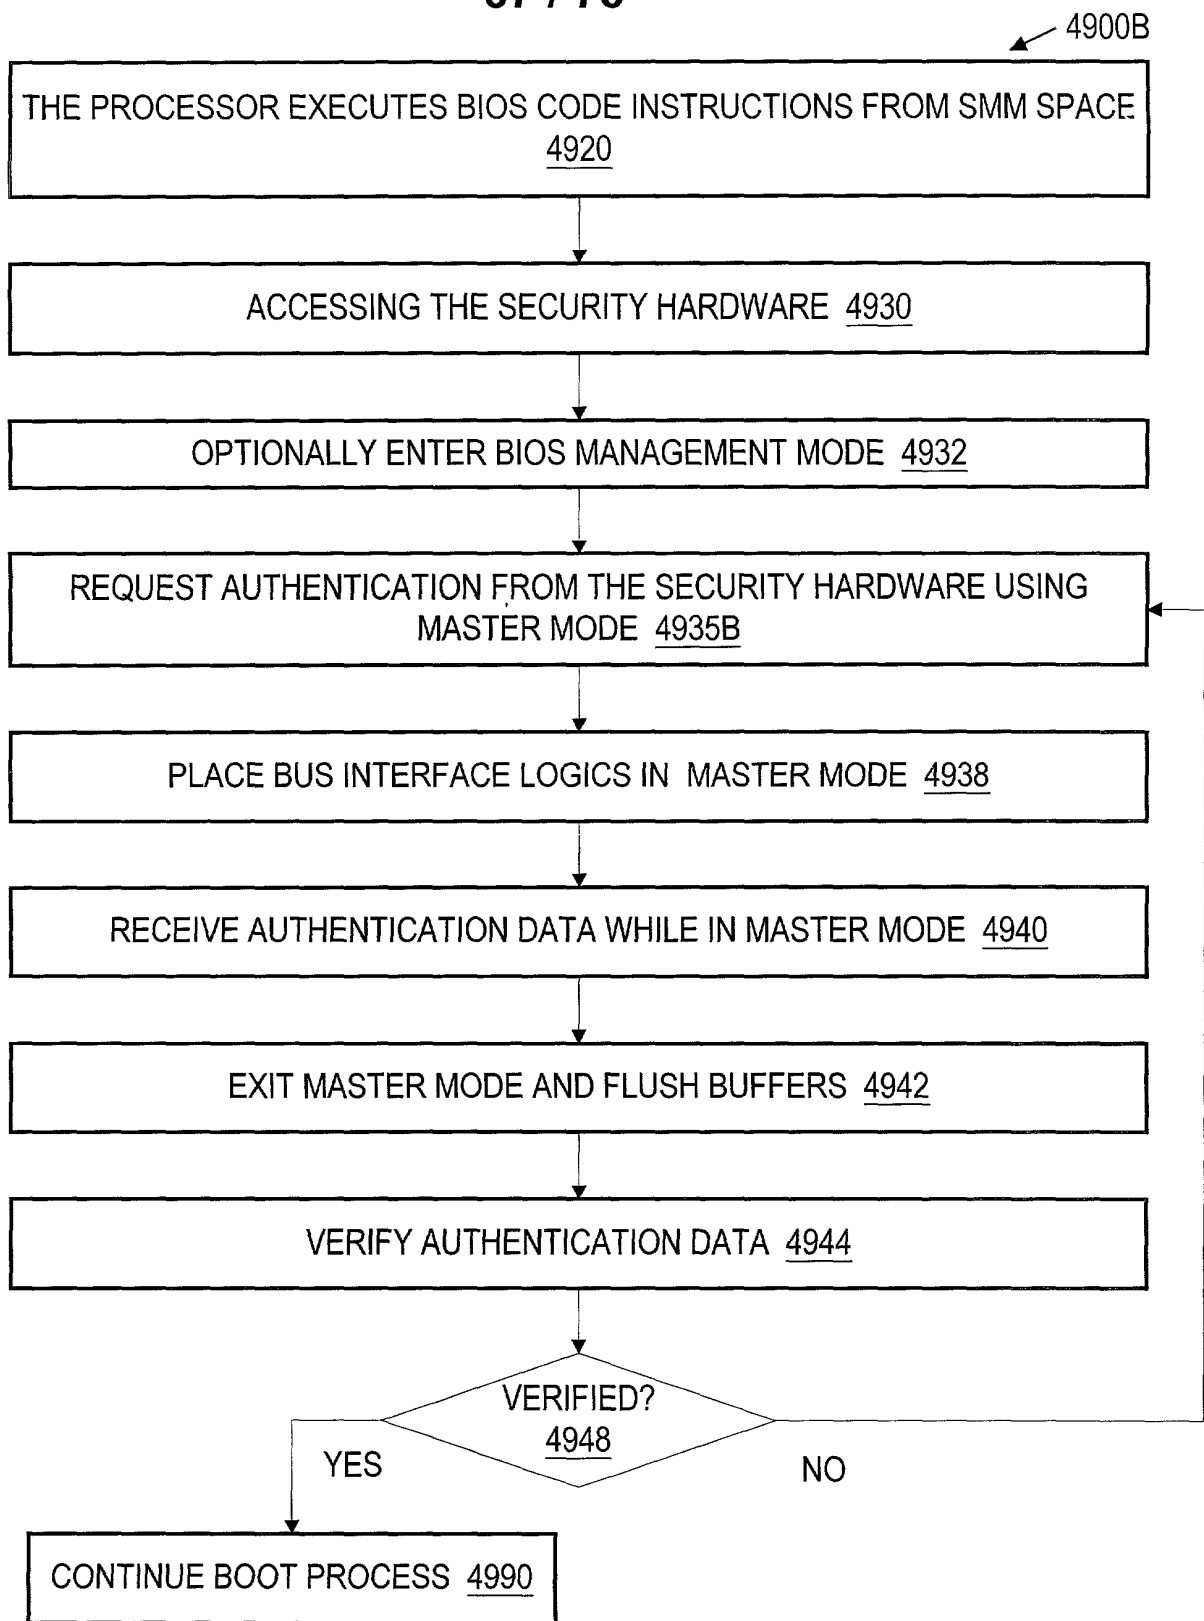 4900B
THE PROCESSOR EXECUTES BIOS CODE INSTRUCTIONS FROM SMM SPACE
4920
ACCESSING THE SECURITY HARDWARE 4930
OPTIONALLY ENTER BIOS MANAGEMENT MODE 4932
REQUEST AUTHENTICATION FROM THE SECURITY HARDWARE USING
MASTER MODE 4935B
PLACE BUS INTERFACE LOGICS IN MASTER MODE 4938
RECEIVE AUTHENTICATION DATA WHILE IN MASTER MODE 4940
EXIT MASTER MODE AND FLUSH BUFFERS 4942
VERIFY AUTHENTICATION DATA 4944
VERIFIED?
4948
YES
NO
CONTINUE BOOT PROCESS 4990